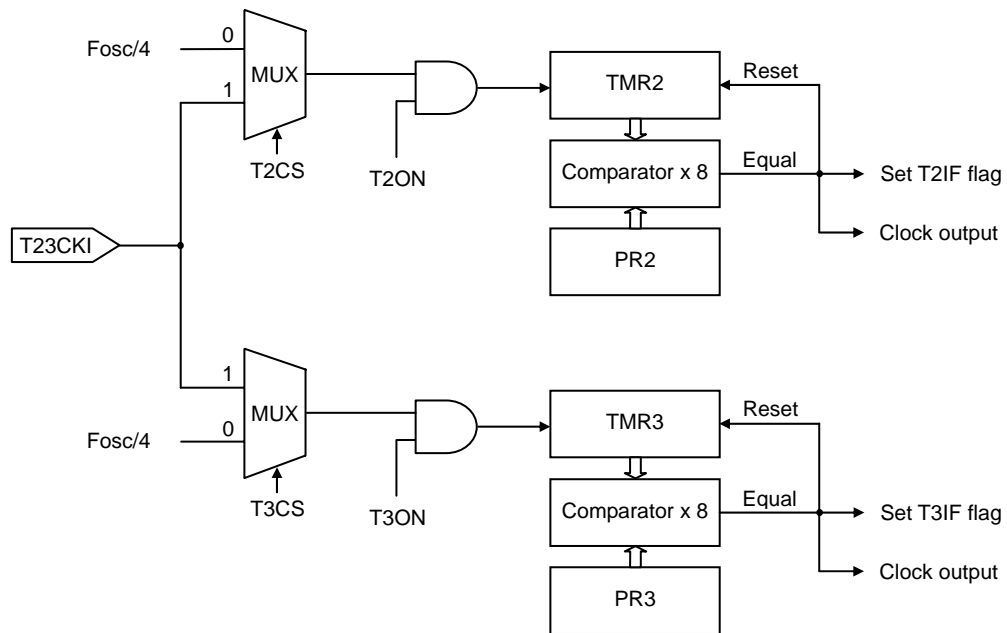 0
Fosc/4
MUX
TMR2
Reset
1
T2CS
T2ON
Comparator x 8
Equal
Set T2IF flag
Clock output
T23CKI
PR2
1
MUX
0
Fosc/4
TMR3
Reset
T3CS
T3ON
Comparator x 8
Equal
Set T3IF flag
Clock output
PR3